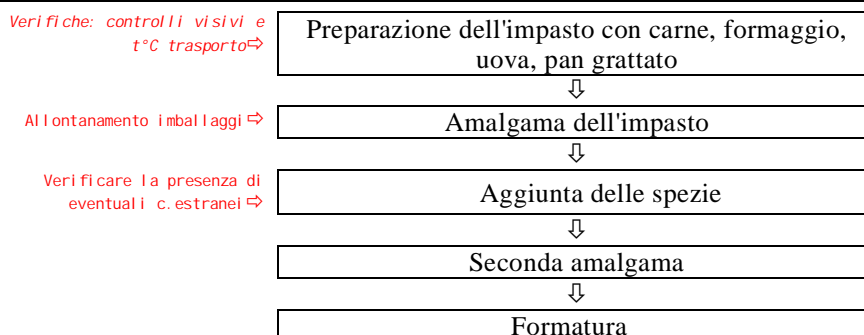 Verifiche: controlli visivi e
t°C trasporto⇨
Preparazione dell'impasto con carne, formaggio,
uova, pan grattato
⇩
Allontanamento imballaggi⇨
Amalgama dell'impasto
⇩
Verificare la presenza di
eventuali c.estranei⇨
Aggiunta delle spezie
⇩
Seconda amalgama
⇩
Formatura